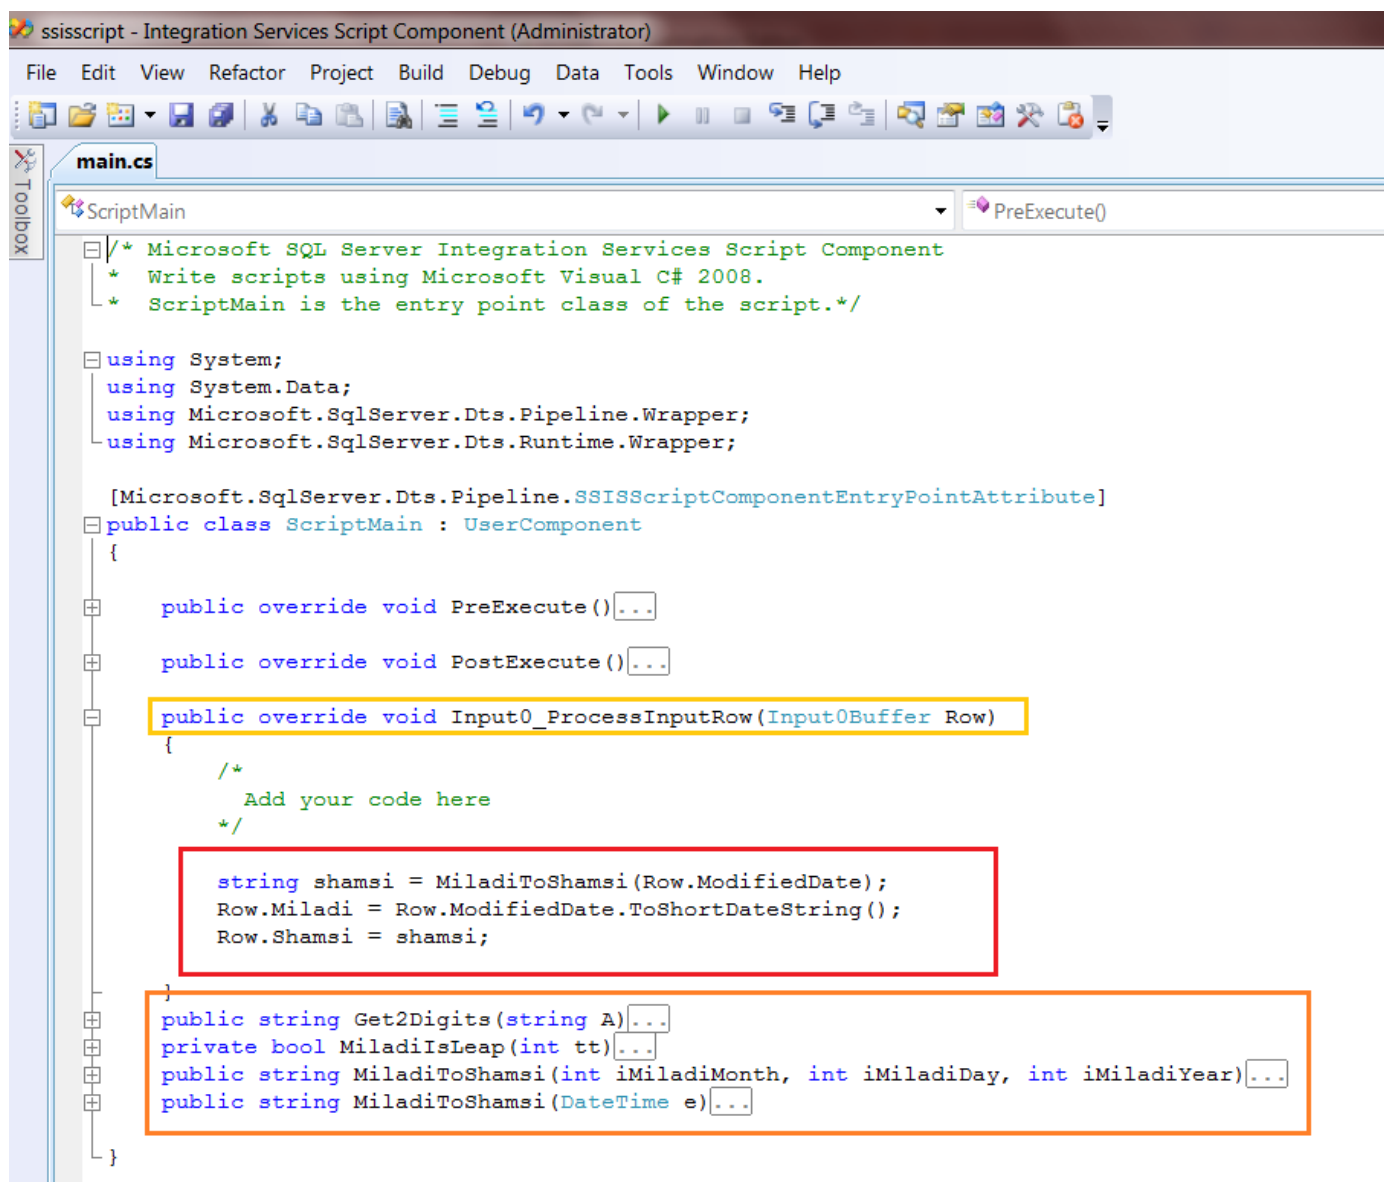 ssisscript - Integration Services Script Component (Administrator)
File Edit View Refactor Project Build Debug Data Tools Window Help
main.cs
Toolbox
ScriptMain PreExecute()
/* Microsoft SQL Server Integration Services Script Component
* Write scripts using Microsoft Visual C# 2008.
* ScriptMain is the entry point class of the script.*/
using System;
using System.Data;
using Microsoft.SqlServer.Dts.Pipeline.Wrapper;
using Microsoft.SqlServer.Dts.Runtime.Wrapper;
[Microsoft.SqlServer.Dts.Pipeline.SSISScriptComponentEntryPointAttribute]
public class ScriptMain : UserComponent
{
public override void PreExecute()...
public override void PostExecute()...
public override void Input0_ProcessInputRow(Input0Buffer Row)
{
/*
Add your code here
*/
string shamsi = MiladiToShamsi(Row.ModifiedDate);
Row.Miladi = Row.ModifiedDate.ToShortDateString();
Row.Shamsi = shamsi;
}
public string Get2Digits(string A)...
private bool MiladiIsLeap(int tt)...
public string MiladiToShamsi(int iMiladiMonth, int iMiladiDay, int iMiladiYear)...
public string MiladiToShamsi(DateTime e)...
}